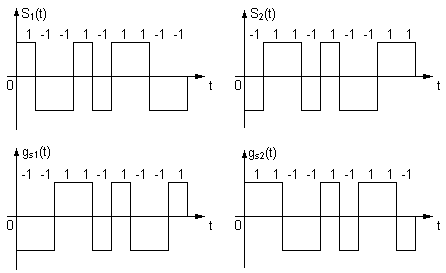 S₁(t)
1 -1 -1 1 -1 1 1 -1 -1
0 t
S₂(t)
-1 1 1 -1 1 -1 -1 1 1
0 t
gₛ₁(t)
-1 -1 1 1 -1 1 -1 -1 1
0 t
gₛ₂(t)
1 1 -1 -1 1 -1 1 1 -1
0 t